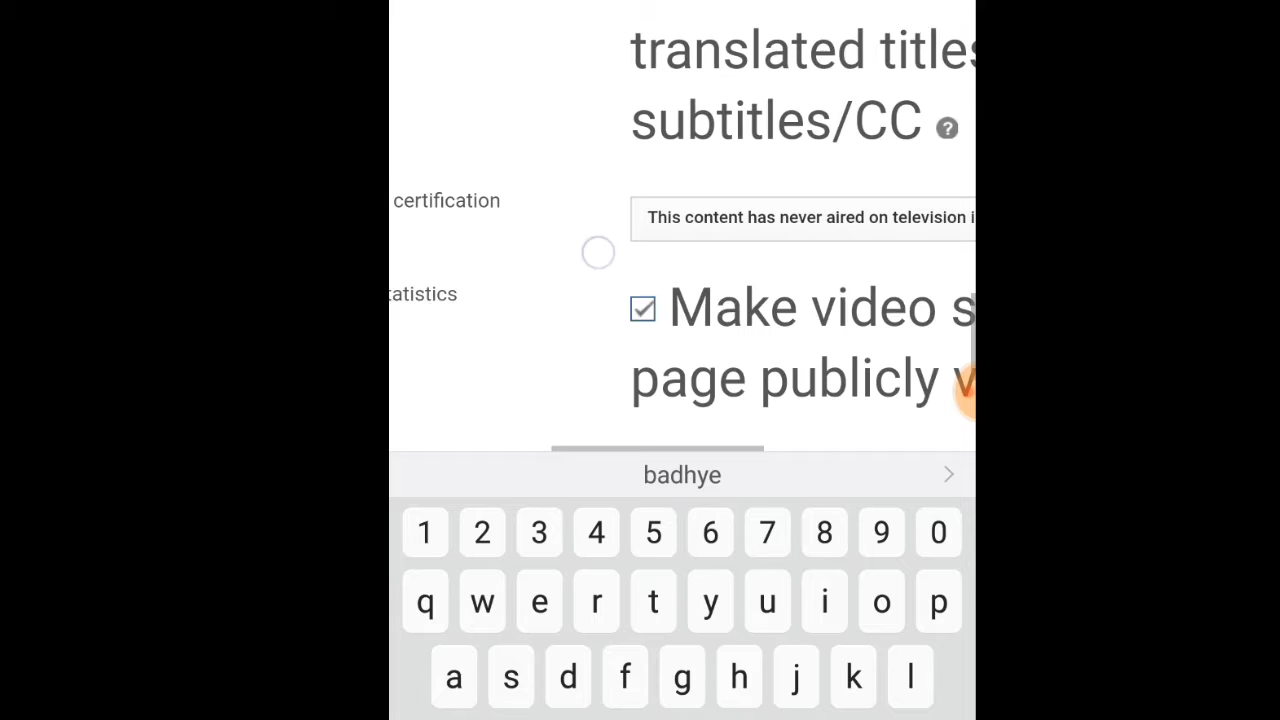 translated titles
subtitles/CC ?
certification
This content has never aired on television i
tatistics
Make video s
page publicly v
badhye
1 2 3 4 5 6 7 8 9 0
q w e r t y u i o p
a s d f g h j k l